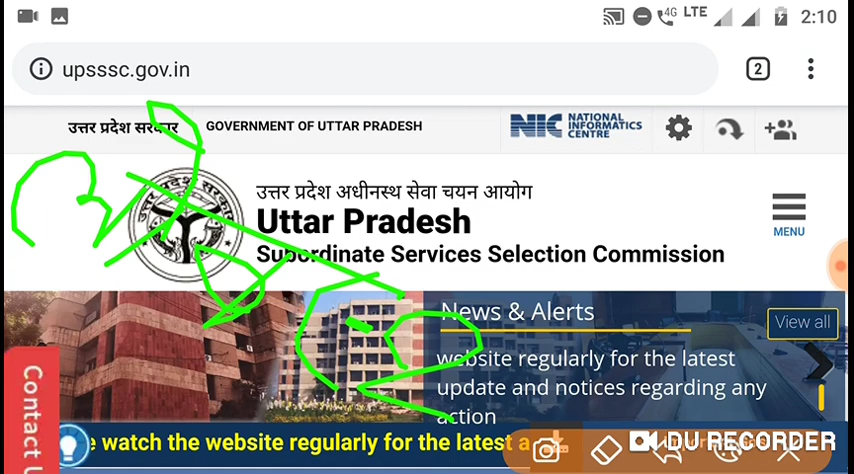 4G LTE 2:10
upsssc.gov.in 2
उत्तर प्रदेश सरकार GOVERNMENT OF UTTAR PRADESH NIC NATIONAL INFORMATICS CENTRE
उत्तर प्रदेश अधीनस्थ सेवा चयन आयोग
Uttar Pradesh
Subordinate Services Selection Commission
MENU
News & Alerts
View all
website regularly for the latest
update and notices regarding any
action
Contact U
e watch the website regularly for the latest a
DU RECORDER